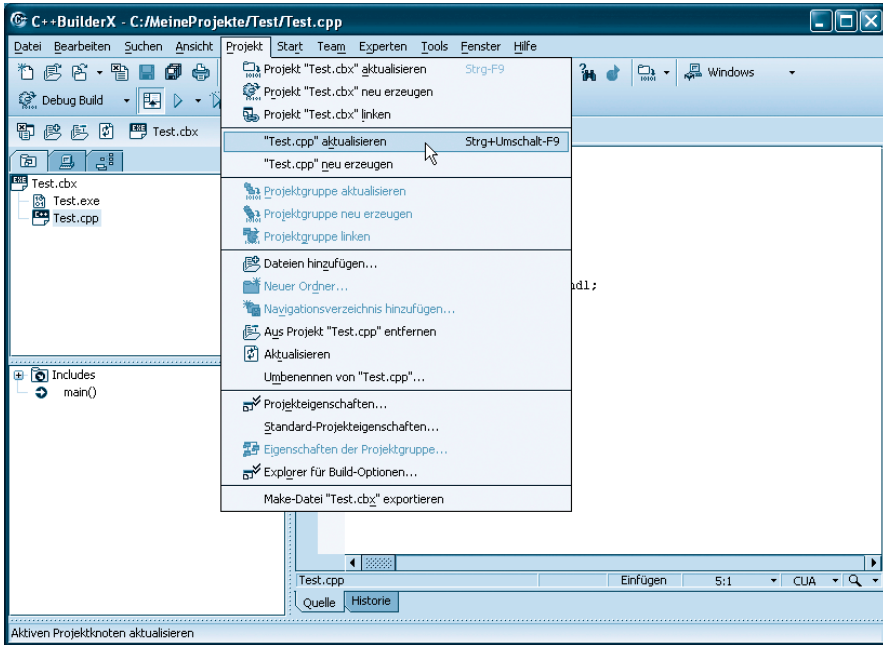 C++BuilderX - C:/MeineProjekte/Test/Test.cpp
Datei Bearbeiten Suchen Ansicht Projekt Start Team Experten Tools Fenster Hilfe
Windows
Debug Build
Test.cbx
Test.cbx
Test.exe
Test.cpp
Projekt "Test.cbx" aktualisieren Strg-F9
Projekt "Test.cbx" neu erzeugen
Projekt "Test.cbx" linken
"Test.cpp" aktualisieren Strg+Umschalt-F9
"Test.cpp" neu erzeugen
Projektgruppe aktualisieren
Projektgruppe neu erzeugen
Projektgruppe linken
Dateien hinzufügen...
Neuer Ordner...
Navigationsverzeichnis hinzufügen...
Aus Projekt "Test.cpp" entfernen
Aktualisieren
Umbenennen von "Test.cpp"...
Projekteigenschaften...
Standard-Projekteigenschaften...
Eigenschaften der Projektgruppe...
Explorer für Build-Optionen...
Make-Datei "Test.cbx" exportieren
ndl;
Includes
main()
Test.cpp Einfügen 5:1 CUA
Quelle Historie
Aktiven Projektknoten aktualisieren